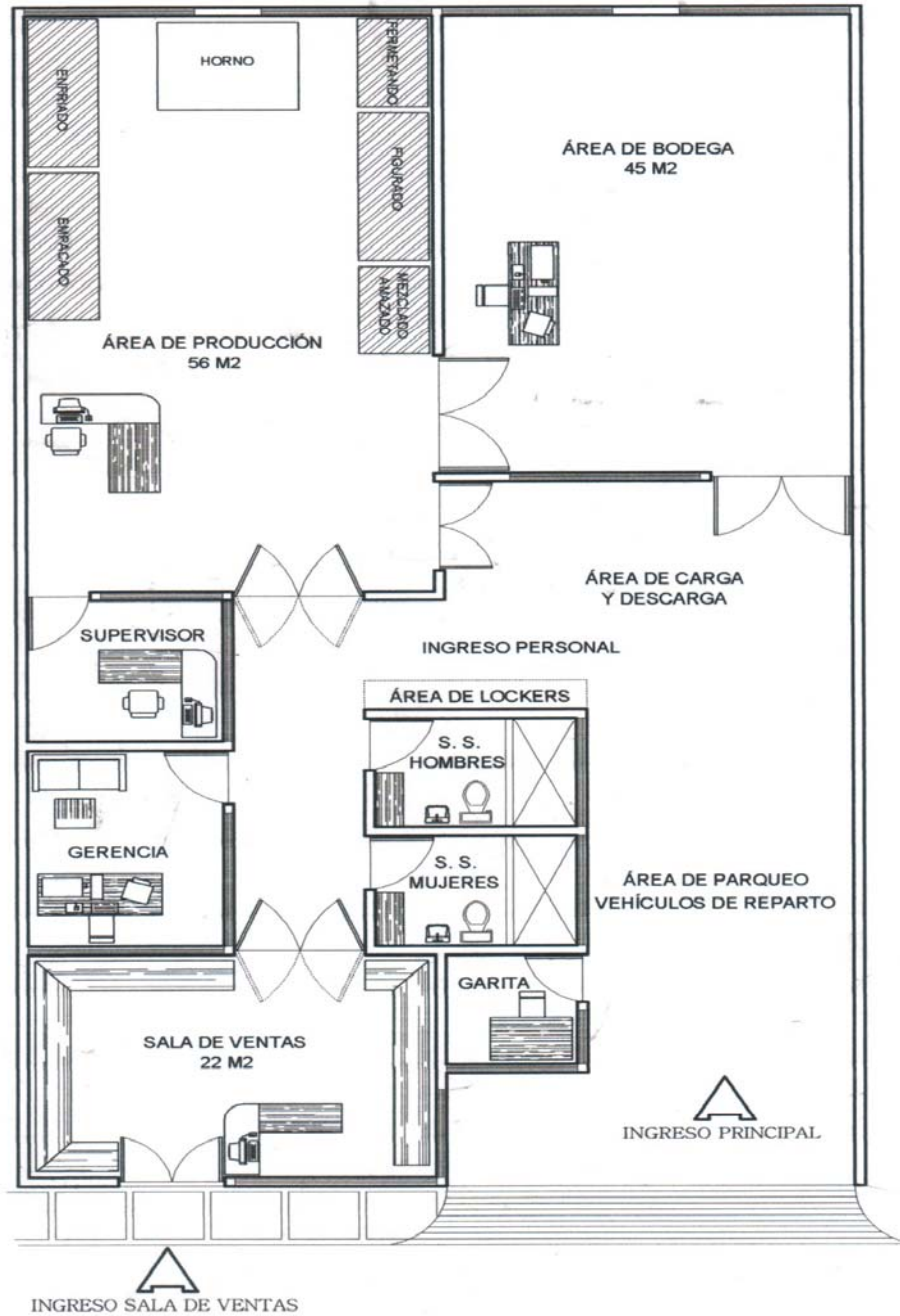 HORNO
ENFRIADO
EMPACADO
FERMETANDO
FIGURADO
MEZCLADO
AMAZADO
ÁREA DE PRODUCCIÓN
56 M2
ÁREA DE BODEGA
45 M2
ÁREA DE CARGA
Y DESCARGA
SUPERVISOR
INGRESO PERSONAL
ÁREA DE LOCKERS
S. S.
HOMBRES
GERENCIA
S. S.
MUJERES
ÁREA DE PARQUEO
VEHÍCULOS DE REPARTO
GARITA
SALA DE VENTAS
22 M2
INGRESO PRINCIPAL
INGRESO SALA DE VENTAS